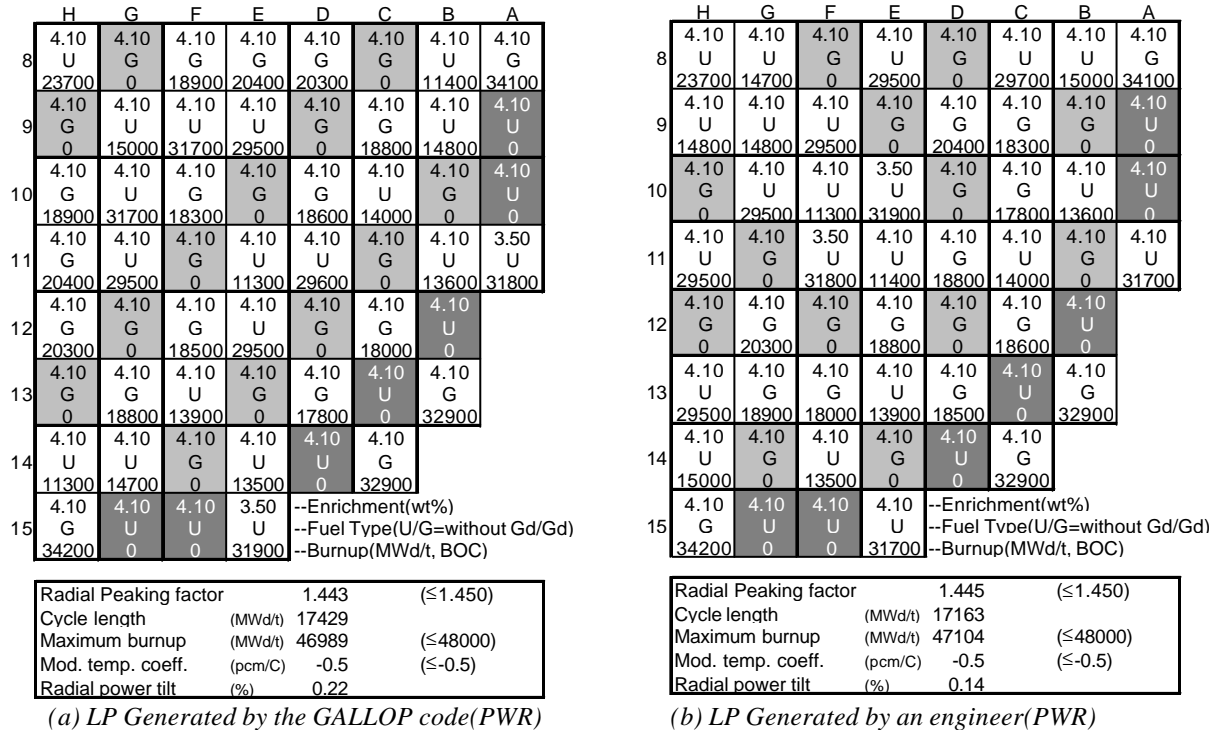 H G F E D C B A
4.10 4.10 4.10 4.10 4.10 4.10 4.10 4.10
8 U G G G G G U G
23700 0 18900 20400 20300 0 11400 34100
4.10 4.10 4.10 4.10 4.10 4.10 4.10 4.10
9 G U U U G G U U
0 15000 31700 29500 0 18800 14800 0
4.10 4.10 4.10 4.10 4.10 4.10 4.10 4.10
10 G U G G G U G U
18900 31700 18300 0 18600 14000 0 0
4.10 4.10 4.10 4.10 4.10 4.10 4.10 3.50
11 G U G U U G U U
20400 29500 0 11300 29600 0 13600 31800
4.10 4.10 4.10 4.10 4.10 4.10 4.10
12 G G G U G G U
20300 0 18500 29500 0 18000 0
4.10 4.10 4.10 4.10 4.10 4.10 4.10
13 G G U G G U G
0 18800 13900 0 17800 0 32900
4.10 4.10 4.10 4.10 4.10 4.10
14 U U G U U G
11300 14700 0 13500 0 32900
4.10 4.10 4.10 3.50 --Enrichment(wt%)
15 G U U U --Fuel Type(U/G=without Gd/Gd)
34200 0 0 31900 --Burnup(MWd/t, BOC)
Radial Peaking factor 1.443 (≤1.450)
Cycle length (MWd/t) 17429
Maximum burnup (MWd/t) 46989 (≤48000)
Mod. temp. coeff. (pcm/C) -0.5 (≤-0.5)
Radial power tilt (%) 0.22
(a) LP Generated by the GALLOP code(PWR)
H G F E D C B A
4.10 4.10 4.10 4.10 4.10 4.10 4.10 4.10
8 U U G U G U U G
23700 14700 0 29500 0 29700 15000 34100
4.10 4.10 4.10 4.10 4.10 4.10 4.10 4.10
9 U U U G G G G U
14800 14800 29500 0 20400 18300 0 0
4.10 4.10 4.10 3.50 4.10 4.10 4.10 4.10
10 G U U U G G U U
0 29500 11300 31900 0 17800 13600 0
4.10 4.10 3.50 4.10 4.10 4.10 4.10 4.10
11 U G U U G U G U
29500 0 31800 11400 18800 14000 0 31700
4.10 4.10 4.10 4.10 4.10 4.10 4.10
12 G G G G G G U
0 20300 0 18800 0 18600 0
4.10 4.10 4.10 4.10 4.10 4.10 4.10
13 U G G U G U G
29500 18900 18000 13900 18500 0 32900
4.10 4.10 4.10 4.10 4.10 4.10
14 U G U G U G
15000 0 13500 0 0 32900
4.10 4.10 4.10 4.10 --Enrichment(wt%)
15 G U U U --Fuel Type(U/G=without Gd/Gd)
34200 0 0 31700 --Burnup(MWd/t, BOC)
Radial Peaking factor 1.445 (≤1.450)
Cycle length (MWd/t) 17163
Maximum burnup (MWd/t) 47104 (≤48000)
Mod. temp. coeff. (pcm/C) -0.5 (≤-0.5)
Radial power tilt (%) 0.14
(b) LP Generated by an engineer(PWR)